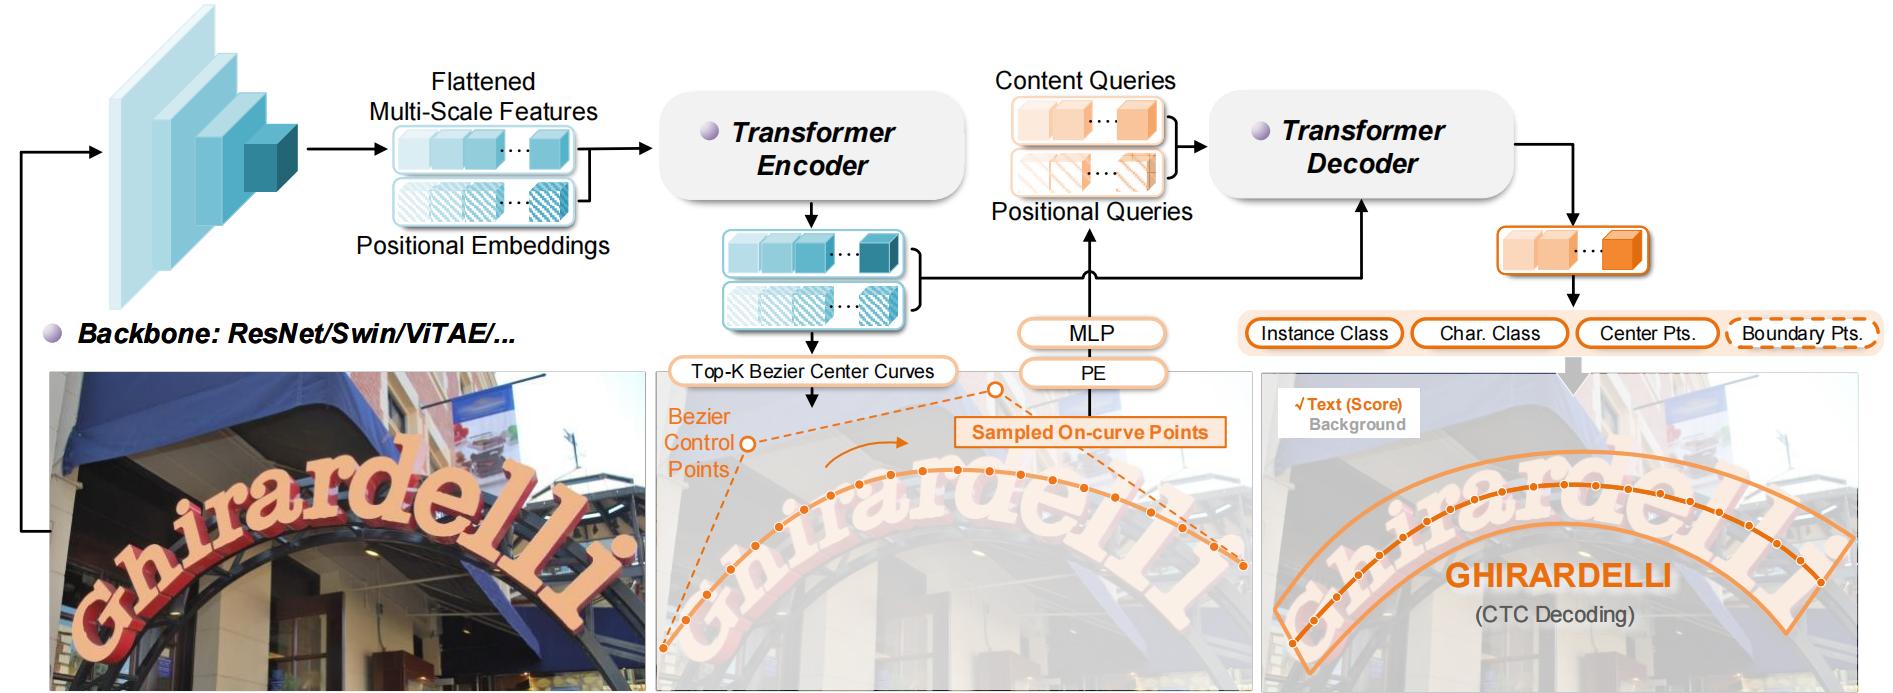 Flattened
Multi-Scale Features
Positional Embeddings
Transformer
Encoder
Content Queries
Positional Queries
Transformer
Decoder
Backbone: ResNet/Swin/ViTAE/...
Top-K Bezier Center Curves
MLP
PE
Instance Class
Char. Class
Center Pts.
Boundary Pts.
Ghirardelli
Bezier
Control
Points
Sampled On-curve Points
Ghirardelli
√ Text (Score)
Background
Ghirardelli
GHIRARDELLI
(CTC Decoding)